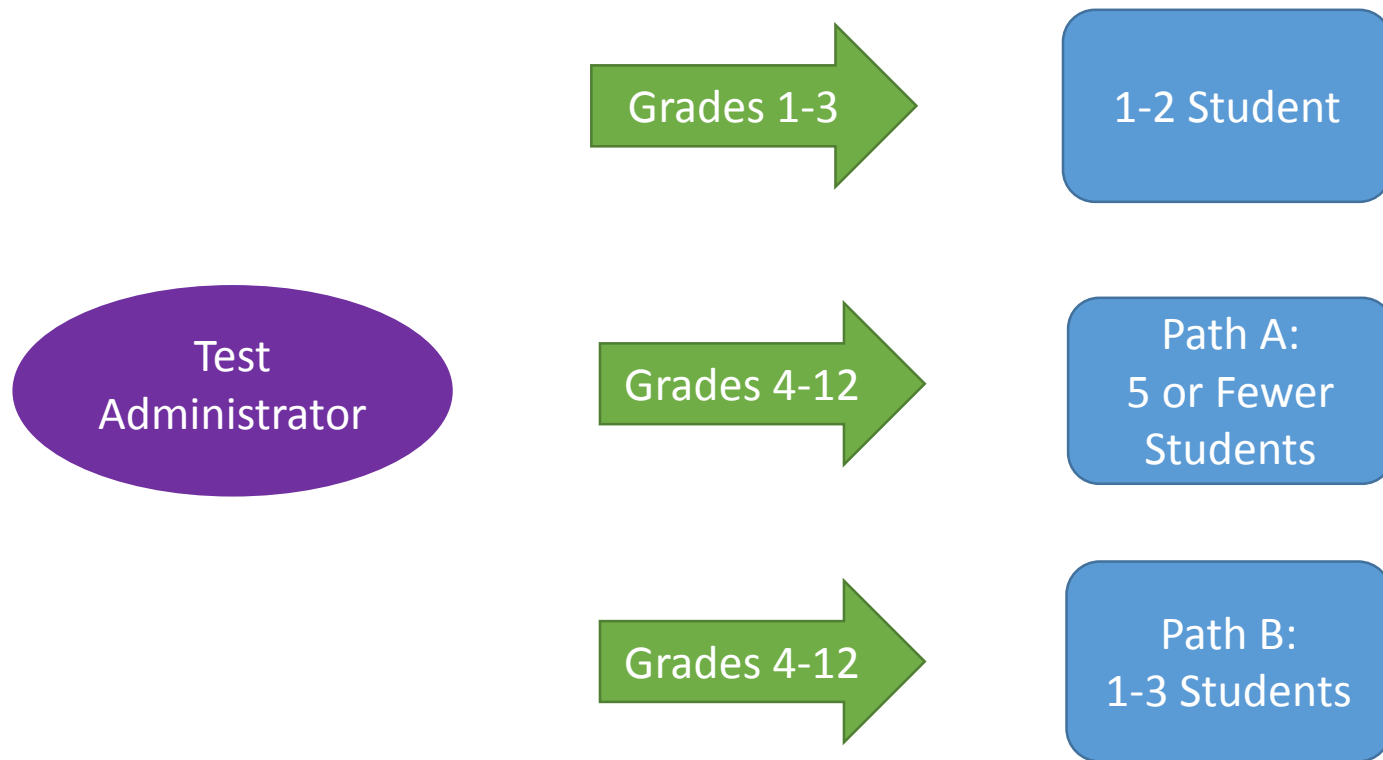 Grades 1-3
1-2 Student
Test
Administrator
Grades 4-12
Path A:
5 or Fewer
Students
Grades 4-12
Path B:
1-3 Students